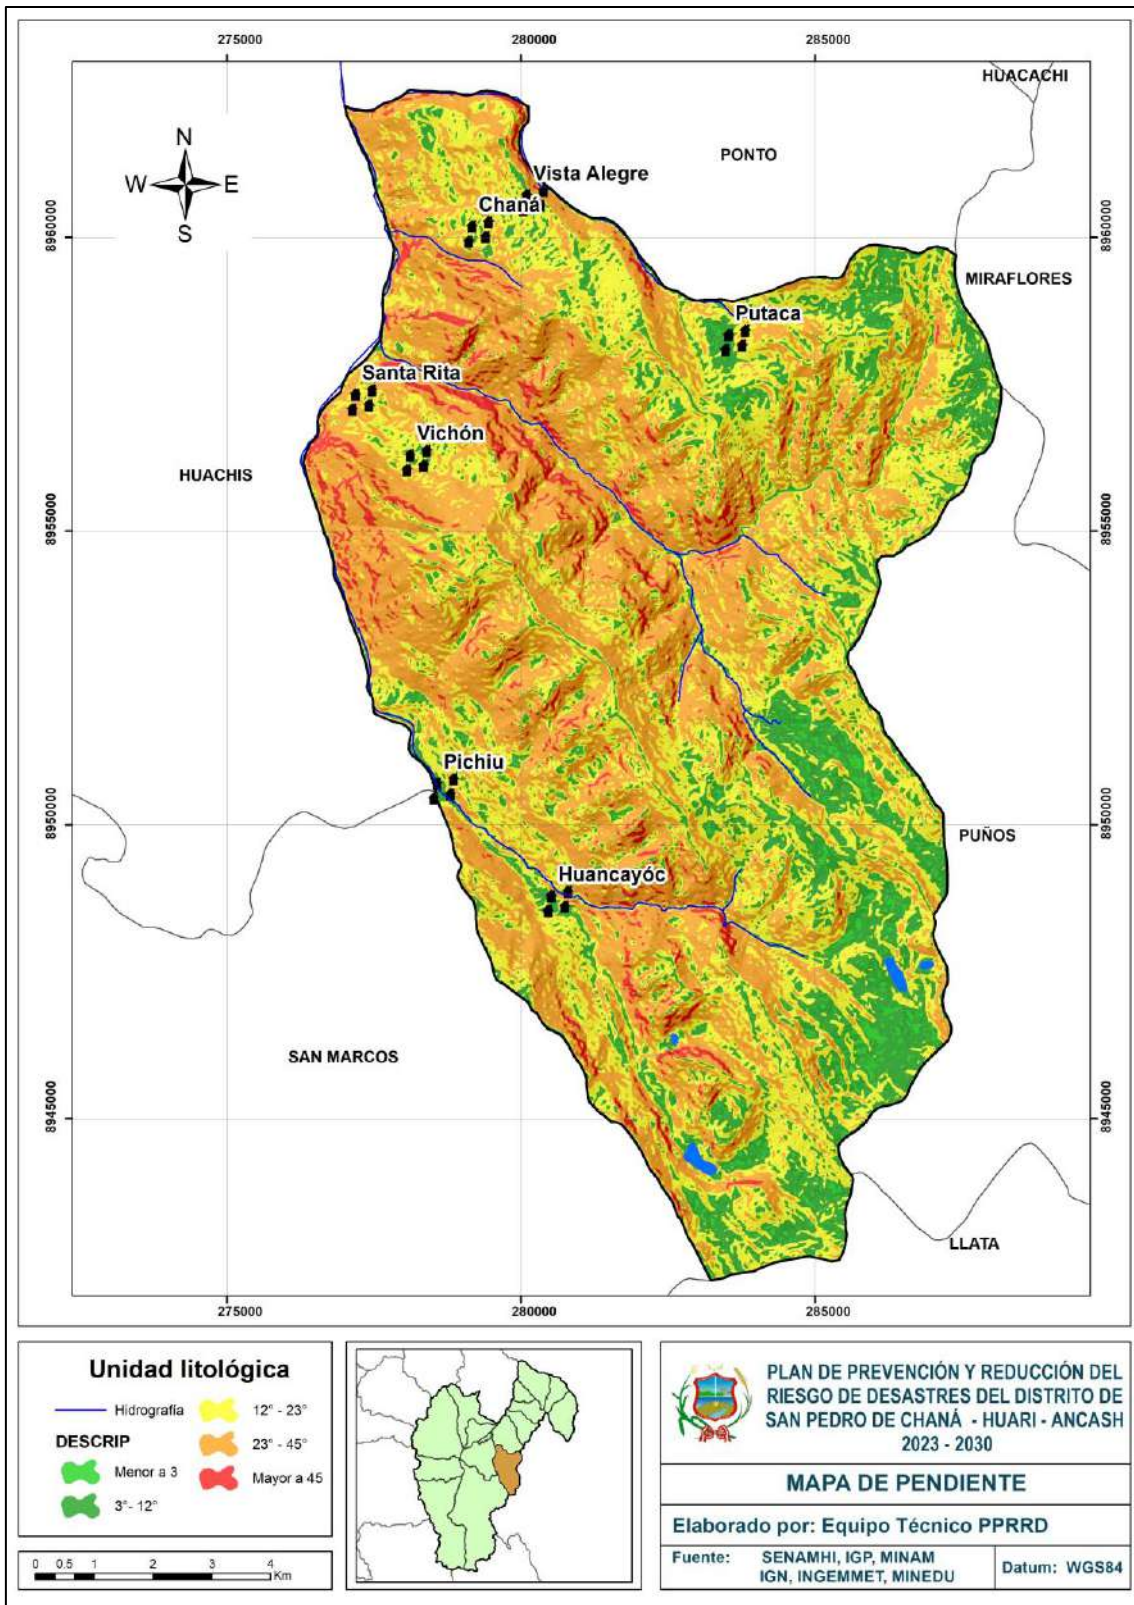 275000
280000
285000
HUACACHI
PONTO
N
W E
S
Vista Alegre
Chaná
8960000
8960000
MIRAFLORES
Putaca
Santa Rita
Vichón
HUACHIS
8955000
8955000
Pichiu
8950000
8950000
PUÑOS
Huancayóc
SAN MARCOS
8945000
8945000
LLATA
275000
280000
285000
Unidad litológica
Hidrografía
DESCRIP
Menor a 3
3°- 12°
12° - 23°
23° - 45°
Mayor a 45
0 0.5 1 2 3 4
Km
PLAN DE PREVENCIÓN Y REDUCCIÓN DEL
RIESGO DE DESASTRES DEL DISTRITO DE
SAN PEDRO DE CHANÁ - HUARI - ANCASH
2023 - 2030
MAPA DE PENDIENTE
Elaborado por: Equipo Técnico PPRRD
Fuente: SENAMHI, IGP, MINAM
IGN, INGEMMET, MINEDU
Datum: WGS84